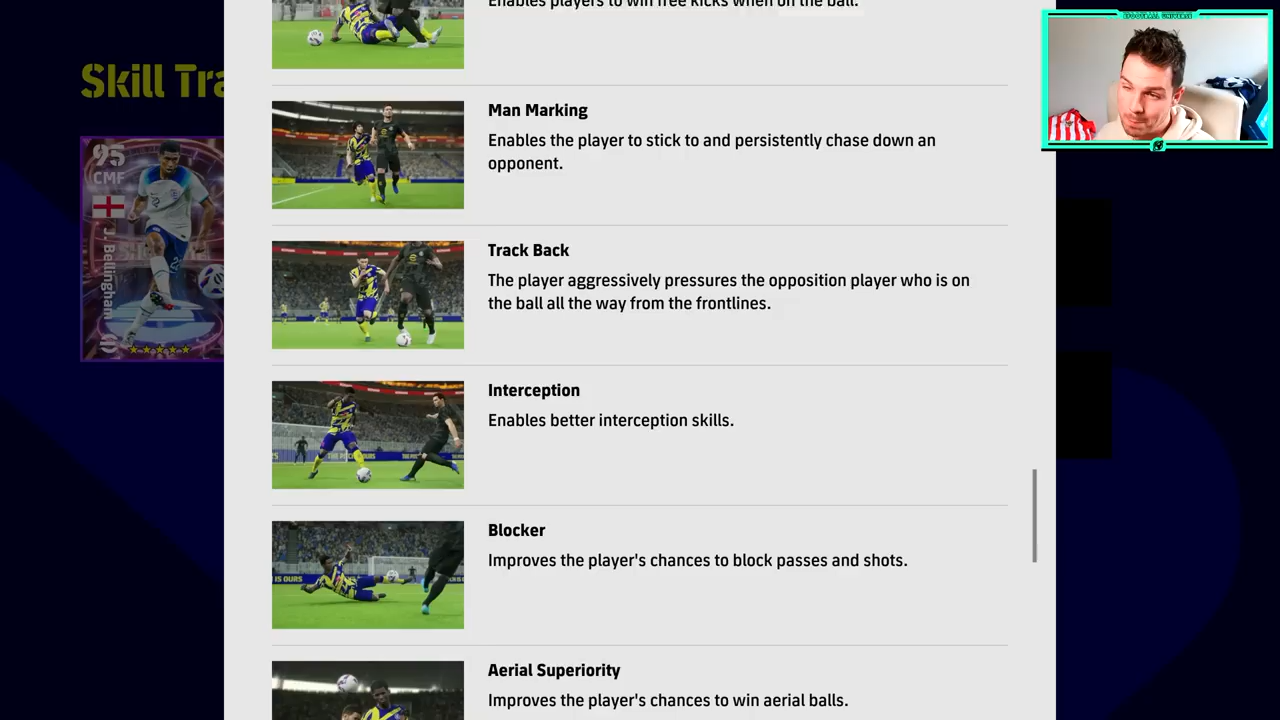 EFOOTBALL UNIVERSE
Enables players to win free kicks when on the ball.
Skill Tra
95
CMF
J. Bellingham
Man Marking
Enables the player to stick to and persistently chase down an
opponent.
Track Back
The player aggressively pressures the opposition player who is on
the ball all the way from the frontlines.
Interception
Enables better interception skills.
Blocker
Improves the player's chances to block passes and shots.
Aerial Superiority
Improves the player's chances to win aerial balls.